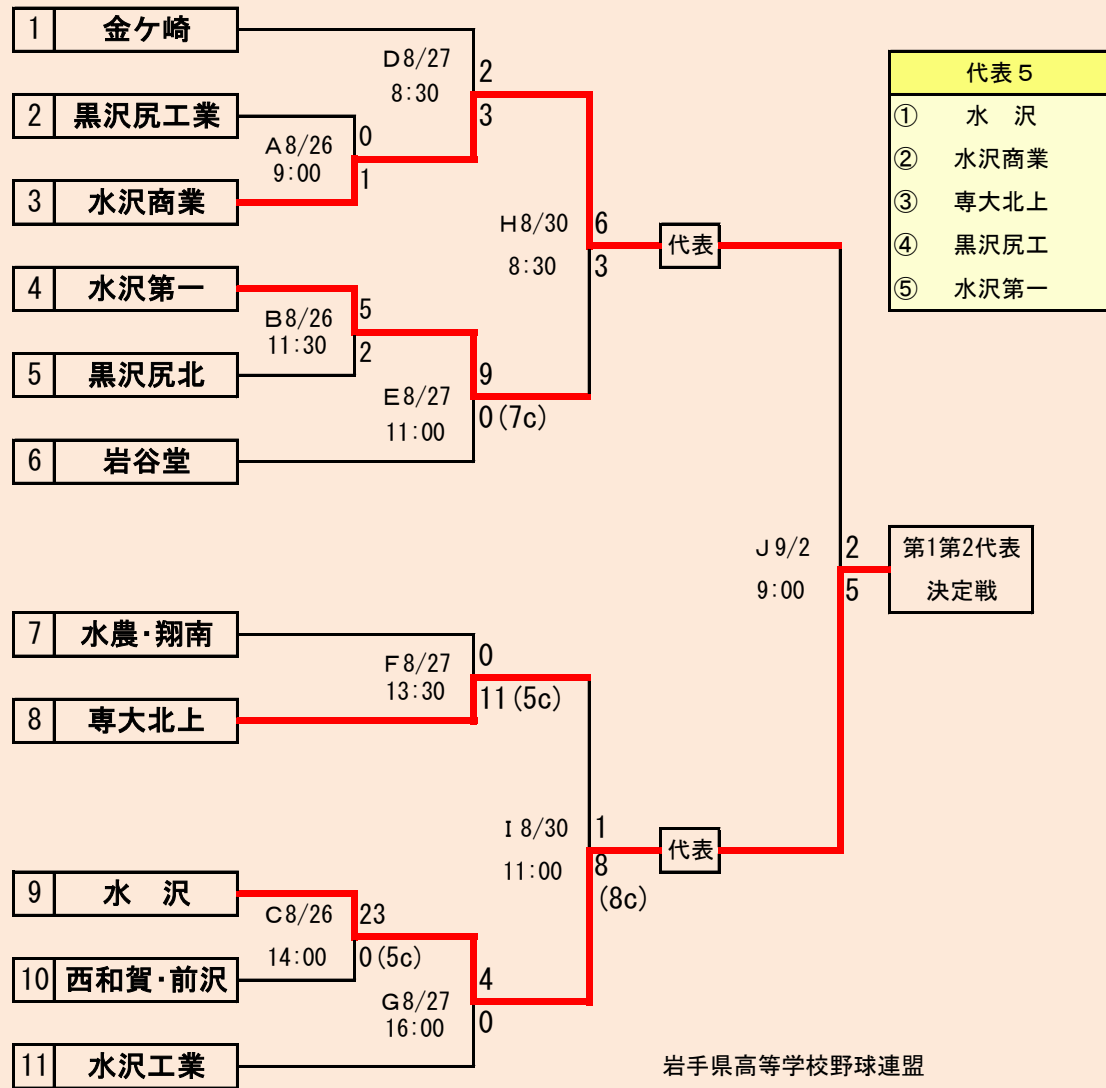 1 金ケ崎
D8/27
8:30
2
3
2 黒沢尻工業
A8/26
9:00
0
1
3 水沢商業
H8/30
8:30
6
3
代表
4 水沢第一
B8/26
11:30
5
2
5 黒沢尻北
E8/27
11:00
9
0(7c)
6 岩谷堂
代表5
① 水 沢
② 水沢商業
③ 専大北上
④ 黒沢尻工
⑤ 水沢第一
J9/2
9:00
2
5
第1第2代表
決定戦
7 水農・翔南
F8/27
13:30
0
11(5c)
8 専大北上
I8/30
11:00
1
8
(8c)
代表
9 水 沢
C8/26
14:00
23
0(5c)
10 西和賀・前沢
G8/27
16:00
4
0
11 水沢工業
岩手県高等学校野球連盟